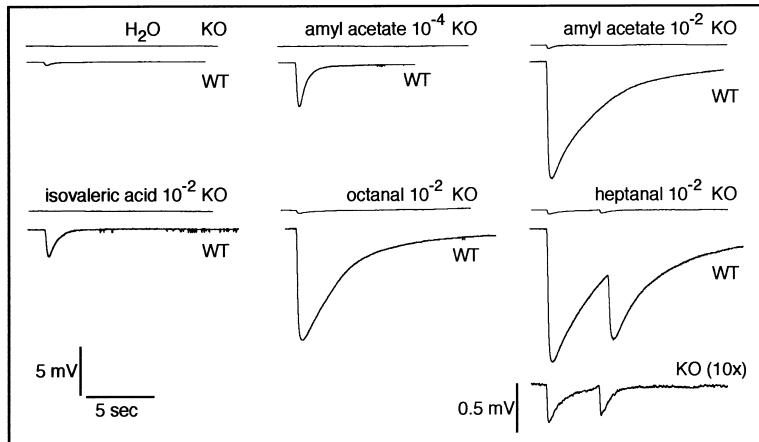 H₂O KO
WT
amyl acetate 10⁻⁴ KO
WT
amyl acetate 10⁻² KO
WT
isovaleric acid 10⁻² KO
WT
octanal 10⁻² KO
WT
heptanal 10⁻² KO
WT
KO (10x)
5 mV
5 sec
0.5 mV